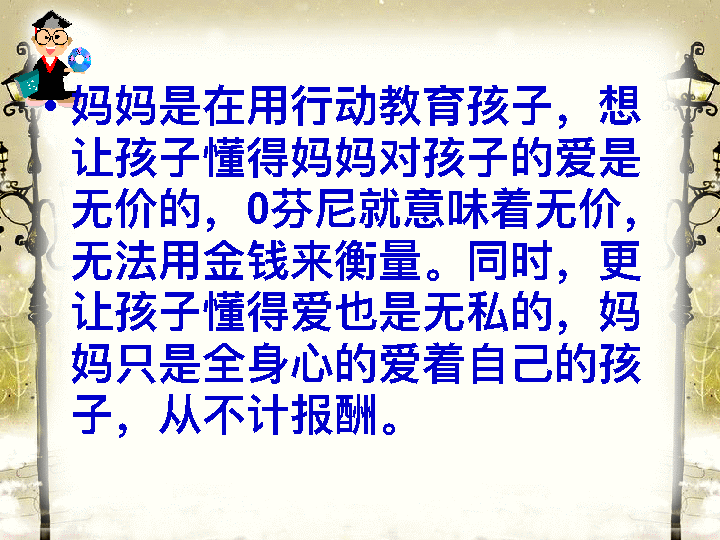 •妈妈是在用行动教育孩子，想
让孩子懂得妈妈对孩子的爱是
无价的，0芬尼就意味着无价，
无法用金钱来衡量。同时，更
让孩子懂得爱也是无私的，妈
妈只是全身心的爱着自己的孩
子，从不计报酬。